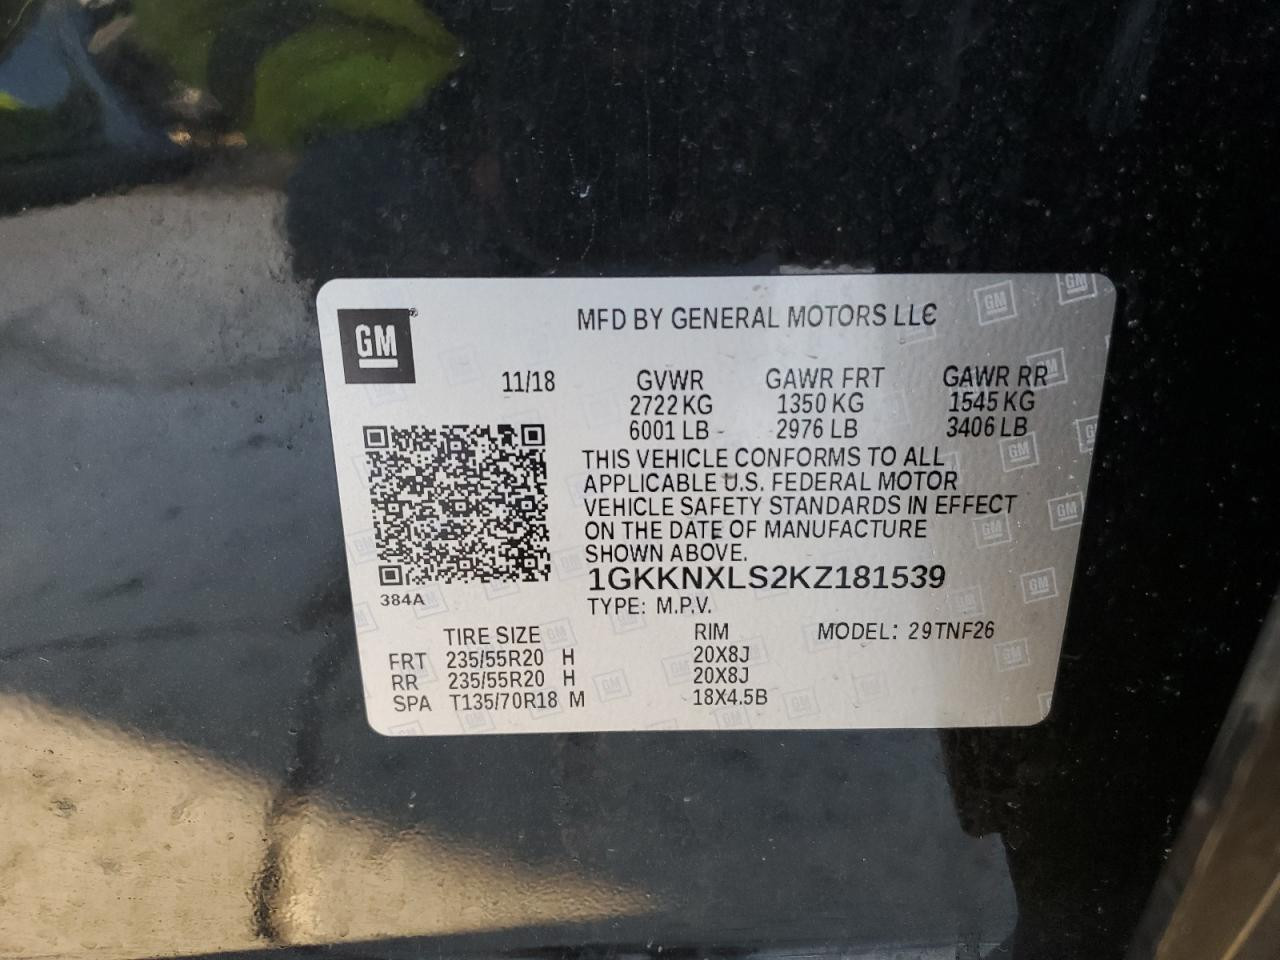 GM®
MFD BY GENERAL MOTORS LLC
11/18 GVWR GAWR FRT GAWR RR
2722 KG 1350 KG 1545 KG
6001 LB 2976 LB 3406 LB
THIS VEHICLE CONFORMS TO ALL
APPLICABLE U.S. FEDERAL MOTOR
VEHICLE SAFETY STANDARDS IN EFFECT
ON THE DATE OF MANUFACTURE
SHOWN ABOVE.
1GKKNXLS2KZ181539
384A
TYPE: M.P.V.
TIRE SIZE RIM MODEL: 29TNF26
FRT 235/55R20 H 20X8J
RR 235/55R20 H 20X8J
SPA T135/70R18 M 18X4.5B